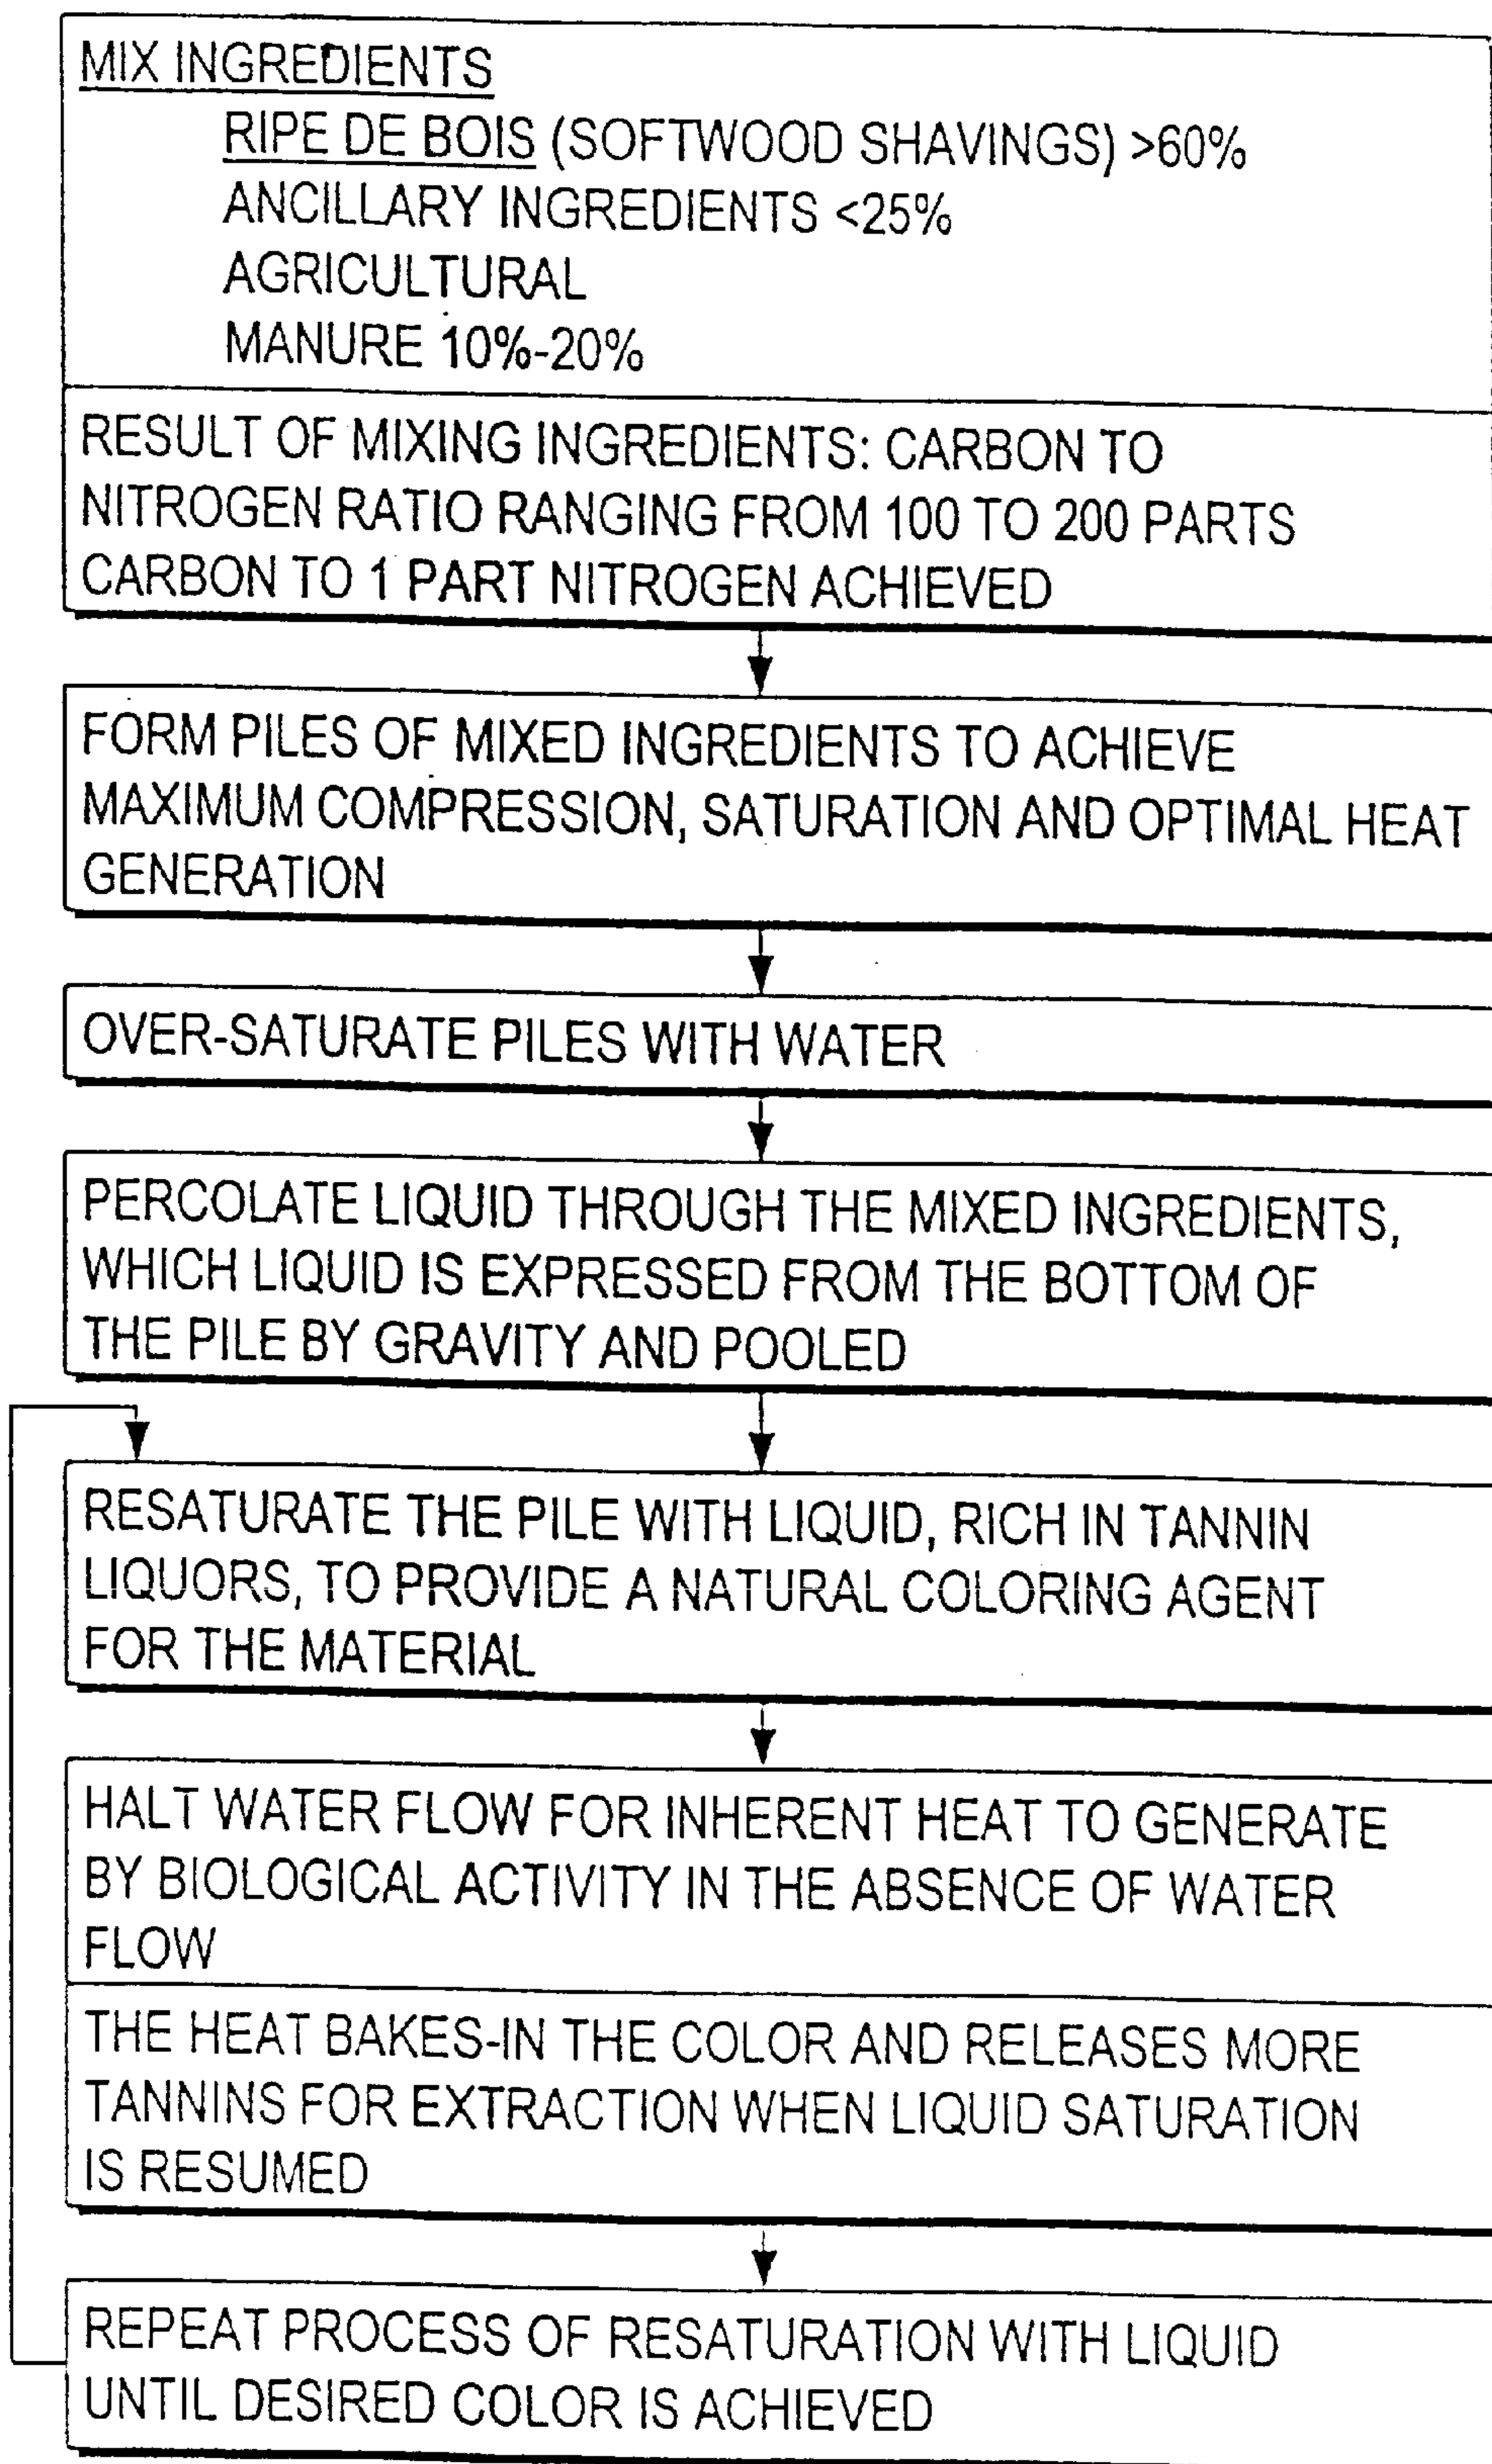 MIX INGREDIENTS
RIPE DE BOIS (SOFTWOOD SHAVINGS) >60%
ANCILLARY INGREDIENTS <25%
AGRICULTURAL
MANURE 10%-20%
RESULT OF MIXING INGREDIENTS: CARBON TO
NITROGEN RATIO RANGING FROM 100 TO 200 PARTS
CARBON TO 1 PART NITROGEN ACHIEVED
FORM PILES OF MIXED INGREDIENTS TO ACHIEVE
MAXIMUM COMPRESSION, SATURATION AND OPTIMAL HEAT
GENERATION
OVER-SATURATE PILES WITH WATER
PERCOLATE LIQUID THROUGH THE MIXED INGREDIENTS,
WHICH LIQUID IS EXPRESSED FROM THE BOTTOM OF
THE PILE BY GRAVITY AND POOLED
RESATURATE THE PILE WITH LIQUID, RICH IN TANNIN
LIQUORS, TO PROVIDE A NATURAL COLORING AGENT
FOR THE MATERIAL
HALT WATER FLOW FOR INHERENT HEAT TO GENERATE
BY BIOLOGICAL ACTIVITY IN THE ABSENCE OF WATER
FLOW
THE HEAT BAKES-IN THE COLOR AND RELEASES MORE
TANNINS FOR EXTRACTION WHEN LIQUID SATURATION
IS RESUMED
REPEAT PROCESS OF RESATURATION WITH LIQUID
UNTIL DESIRED COLOR IS ACHIEVED